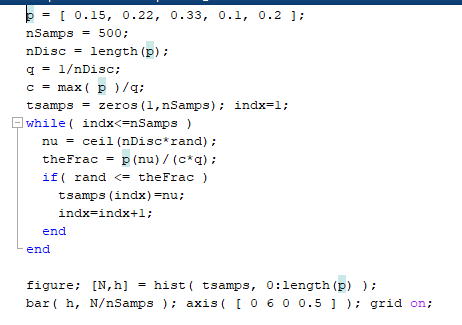 p = [ 0.15, 0.22, 0.33, 0.1, 0.2 ];
nSamps = 500;
nDisc = length(p);
q = 1/nDisc;
c = max( p )/q;
tsamps = zeros(1,nSamps); indx=1;
while( indx<=nSamps )
nu = ceil(nDisc*rand);
theFrac = p(nu)/(c*q);
if( rand <= theFrac )
tsamps(indx)=nu;
indx=indx+1;
end
end
figure; [N,h] = hist( tsamps, 0:length(p) );
bar( h, N/nSamps ); axis( [ 0 6 0 0.5 ] ); grid on;